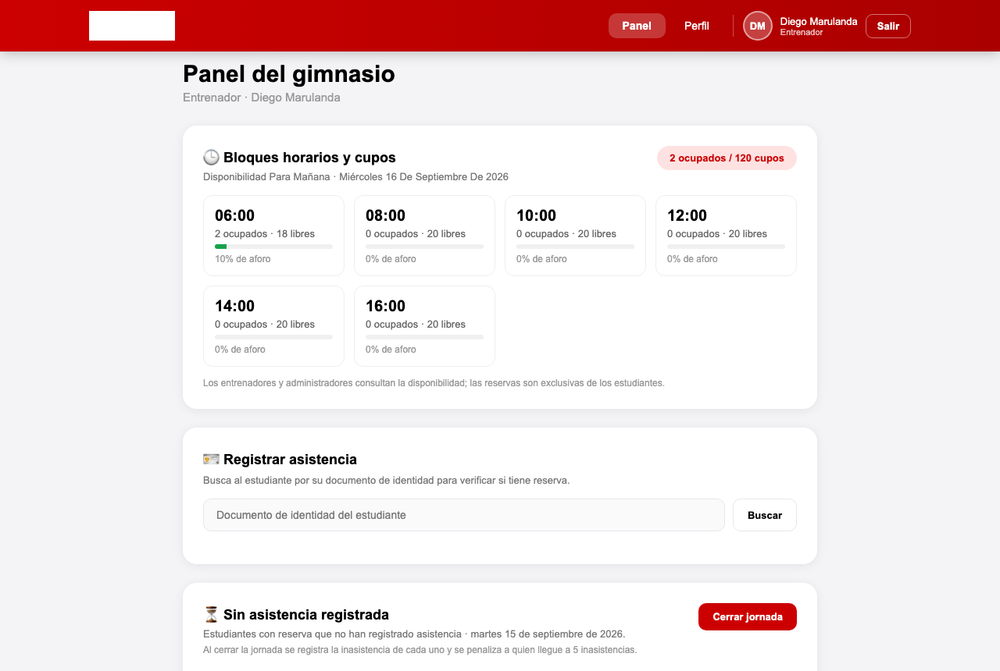 Panel
Perfil
DM
Diego Marulanda
Entrenador
Salir
Panel del gimnasio
Entrenador · Diego Marulanda
Bloques horarios y cupos
2 ocupados / 120 cupos
Disponibilidad Para Mañana · Miércoles 16 De Septiembre De 2026
06:00
2 ocupados · 18 libres
10% de aforo
08:00
0 ocupados · 20 libres
0% de aforo
10:00
0 ocupados · 20 libres
0% de aforo
12:00
0 ocupados · 20 libres
0% de aforo
14:00
0 ocupados · 20 libres
0% de aforo
16:00
0 ocupados · 20 libres
0% de aforo
Los entrenadores y administradores consultan la disponibilidad; las reservas son exclusivas de los estudiantes.
Registrar asistencia
Busca al estudiante por su documento de identidad para verificar si tiene reserva.
Documento de identidad del estudiante
Buscar
Sin asistencia registrada
Cerrar jornada
Estudiantes con reserva que no han registrado asistencia · martes 15 de septiembre de 2026.
Al cerrar la jornada se registra la inasistencia de cada uno y se penaliza a quien llegue a 5 inasistencias.